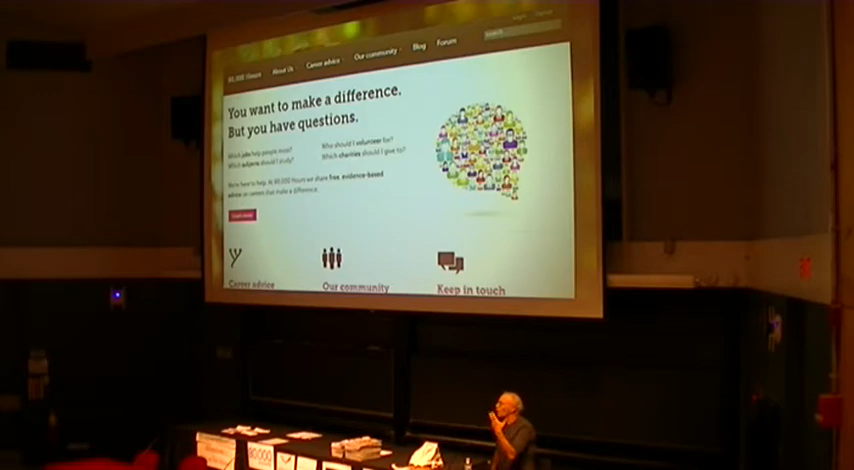 Search
80,000 Hours About Us Career advice Our community Blog Forum
You want to make a difference.
But you have questions.
Which jobs help people most?
Which subjects should I study?
Who should I volunteer for?
Which charities should I give to?
We're here to help. At 80,000 Hours we share free, evidence-based
advice on careers that make a difference.
Career advice
Our community
Keep in touch
80,000